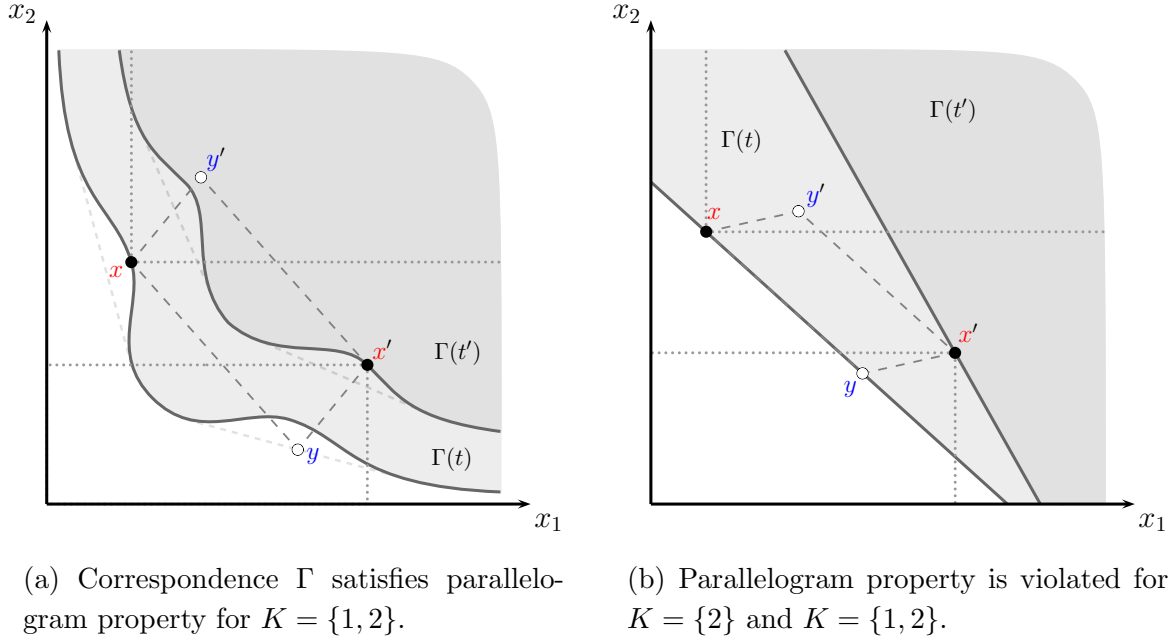 x₂
y′
x
x′
Γ(t′)
y
Γ(t)
x₁
(a) Correspondence Γ satisfies parallelo-
gram property for K = {1, 2}.
x₂
Γ(t′)
Γ(t)
y′
x
x′
y
x₁
(b) Parallelogram property is violated for
K = {2} and K = {1, 2}.